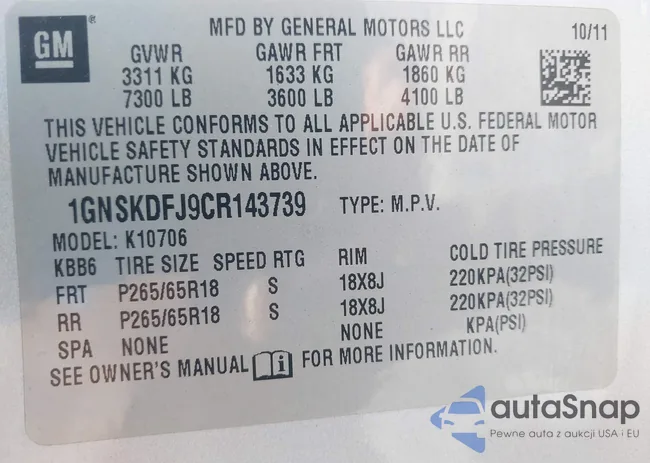 GM
MFD BY GENERAL MOTORS LLC 10/11
GVWR GAWR FRT GAWR RR
3311 KG 1633 KG 1860 KG
7300 LB 3600 LB 4100 LB
THIS VEHICLE CONFORMS TO ALL APPLICABLE U.S. FEDERAL MOTOR
VEHICLE SAFETY STANDARDS IN EFFECT ON THE DATE OF
MANUFACTURE SHOWN ABOVE.
1GNSKDFJ9CR143739 TYPE: M.P.V.
MODEL: K10706
KBB6 TIRE SIZE SPEED RTG RIM COLD TIRE PRESSURE
FRT P265/65R18 S 18X8J 220KPA(32PSI)
RR P265/65R18 S 18X8J 220KPA(32PSI)
SPA NONE NONE KPA(PSI)
SEE OWNER'S MANUAL FOR MORE INFORMATION.
autaSnap
Pewne auta z aukcji USA i EU